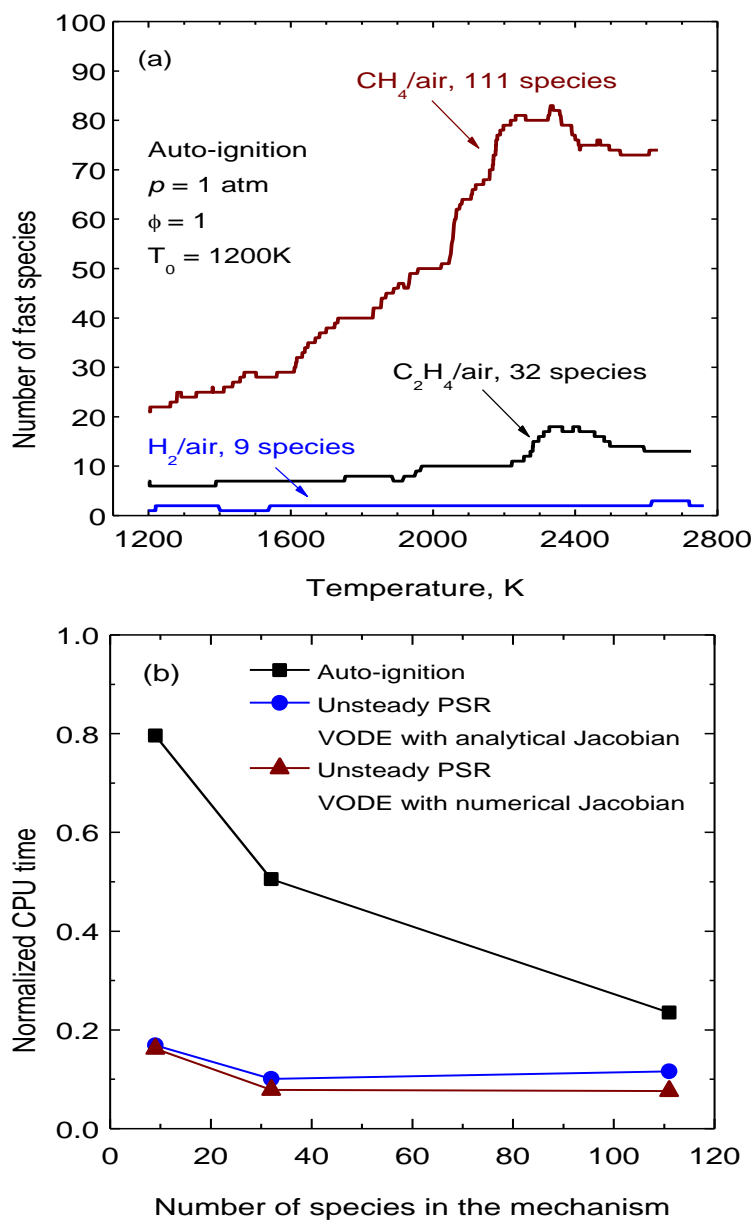 (a)
CH₄/air, 111 species
Auto-ignition
p = 1 atm
ϕ = 1
T₀ = 1200K
C₂H₄/air, 32 species
H₂/air, 9 species
100
90
80
70
60
50
40
30
20
10
0
Number of fast species
1200 1600 2000 2400 2800
Temperature, K
(b)
Auto-ignition
Unsteady PSR
VODE with analytical Jacobian
Unsteady PSR
VODE with numerical Jacobian
1.0
0.8
0.6
0.4
0.2
0.0
Normalized CPU time
0 20 40 60 80 100 120
Number of species in the mechanism